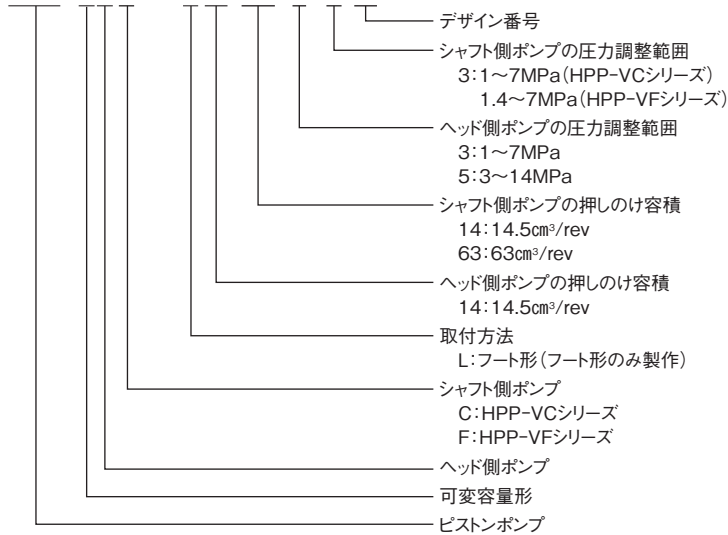 デザイン番号
シャフト側ポンプの圧力調整範囲
3:1～7MPa(HPP-VCシリーズ)
1.4～7MPa(HPP-VFシリーズ)
ヘッド側ポンプの圧力調整範囲
3:1～7MPa
5:3～14MPa
シャフト側ポンプの押しのけ容積
14:14.5cm³/rev
63:63cm³/rev
ヘッド側ポンプの押しのけ容積
14:14.5cm³/rev
取付方法
L:フート形(フート形のみ製作)
シャフト側ポンプ
C:HPP-VCシリーズ
F:HPP-VFシリーズ
ヘッド側ポンプ
可変容量形
ピストンポンプ